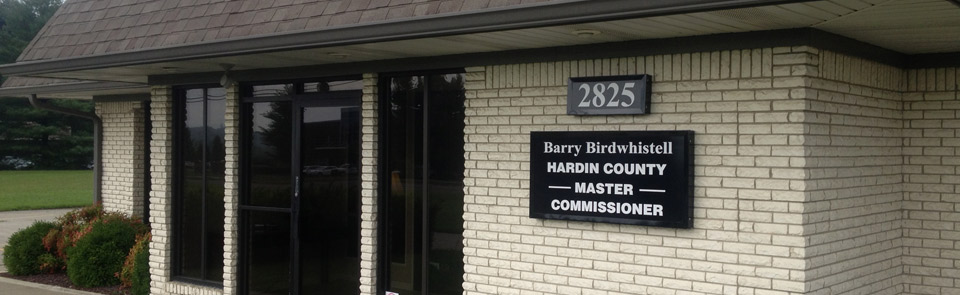 2825
Barry Birdwhistell
HARDIN COUNTY
MASTER
COMMISSIONER